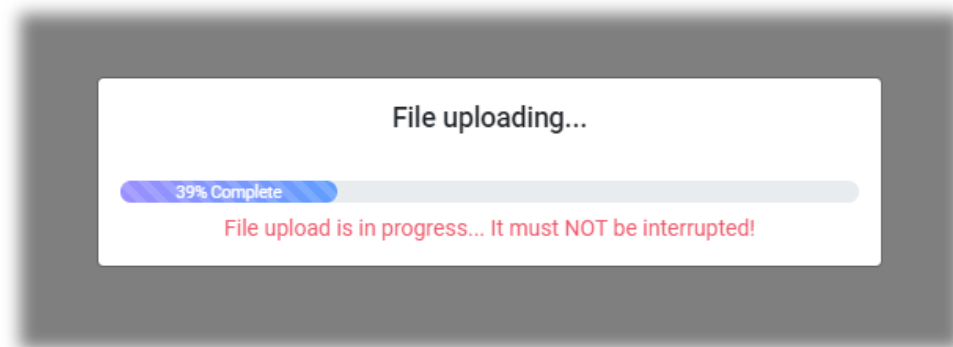 File uploading...
39% Complete
File upload is in progress... It must NOT be interrupted!